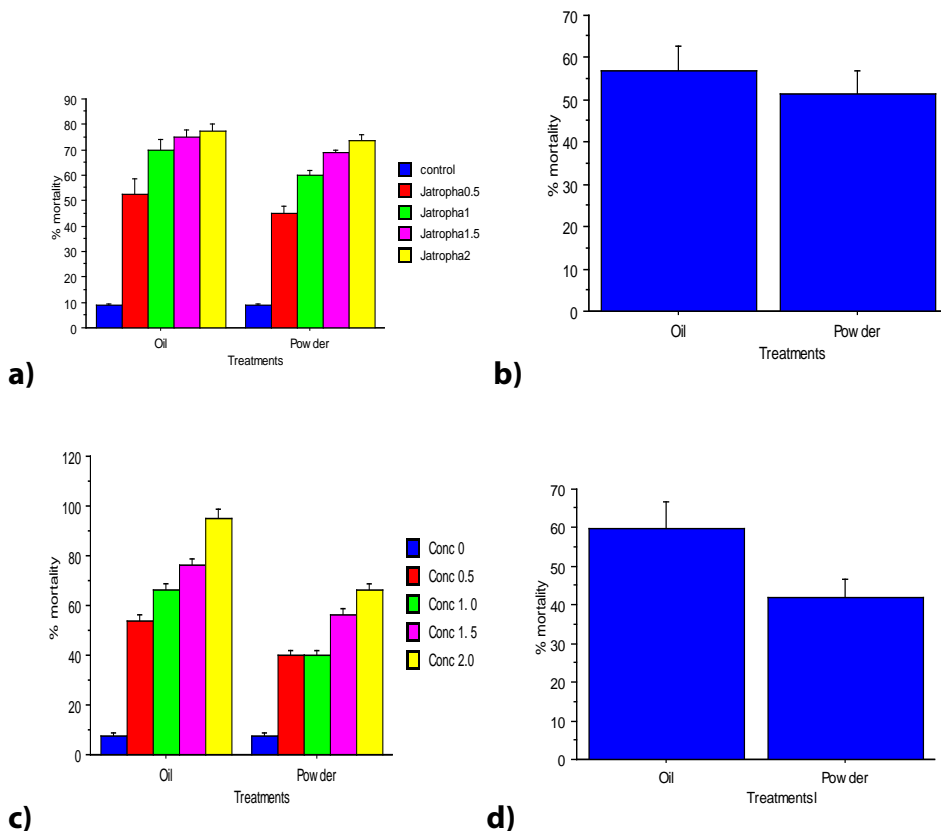 90
80
70
60
50
40
30
20
10
0
% mortality
Oil
Pow der
Treatments
control
Jatropha0.5
Jatropha1
Jatropha1.5
Jatropha2
a)
70
60
50
40
30
20
10
0
% mortality
Oil
Powder
Treatments
b)
120
100
80
60
40
20
0
% mortality
Oil
Pow der
Treatments
Conc 0
Conc 0.5
Conc 1. 0
Conc 1. 5
Conc 2.0
c)
70
60
50
40
30
20
10
0
% mortality
Oil
Pow der
TreatmentsI
d)